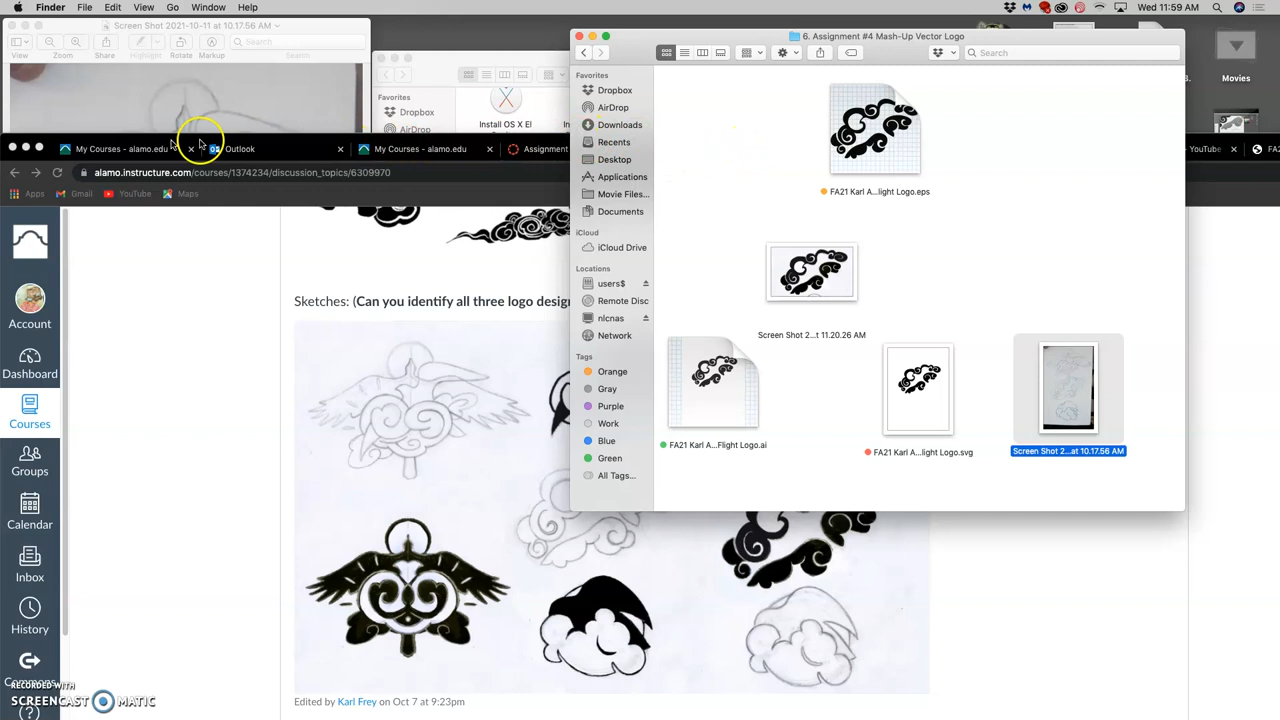 Finder File Edit View Go Window Help
Wed 11:59 AM
Screen Shot 2021-10-11 at 10.17.56 AM
View Zoom Share Highlight Rotate Markup Search
Search
6. Assignment #4 Mash-Up Vector Logo
Search
Favorites
Dropbox
AirDrop
Install OS X El
Favorites
Dropbox
AirDrop
Downloads
Recents
Desktop
Applications
Movie Files...
Documents
iCloud
iCloud Drive
Locations
users$
Remote Disc
nlcnas
Network
Tags
Orange
Gray
Purple
Work
Blue
Green
All Tags...
FA21 Karl A...light Logo.eps
Screen Shot 2...t 11.20.26 AM
FA21 Karl A...Flight Logo.ai
FA21 Karl A...light Logo.svg
Screen Shot 2...at 10.17.56 AM
Movies
3.
My Courses - alamo.edu
Outlook
My Courses - alamo.edu
Assignment
YouTube
FA2
alamo.instructure.com/courses/1374234/discussion_topics/6309970
Apps Gmail YouTube Maps
Account
Dashboard
Courses
Groups
Calendar
Inbox
History
Commons
Sketches: (Can you identify all three logo desig
Edited by Karl Frey on Oct 7 at 9:23pm
RECORDED WITH
SCREENCAST MATIC